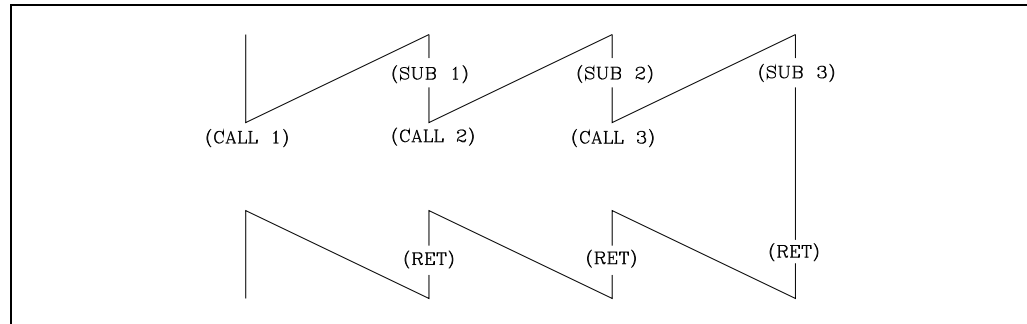 (SUB 1) (SUB 2) (SUB 3)
(CALL 1) (CALL 2) (CALL 3)
(RET) (RET) (RET)